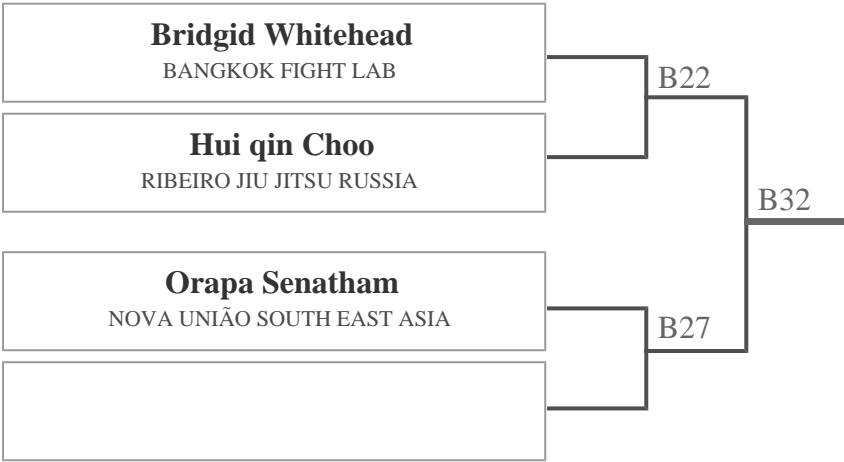 Bridgid Whitehead
BANGKOK FIGHT LAB
B22
Hui qin Choo
RIBEIRO JIU JITSU RUSSIA
B32
Orapa Senatham
NOVA UNIÃO SOUTH EAST ASIA
B27